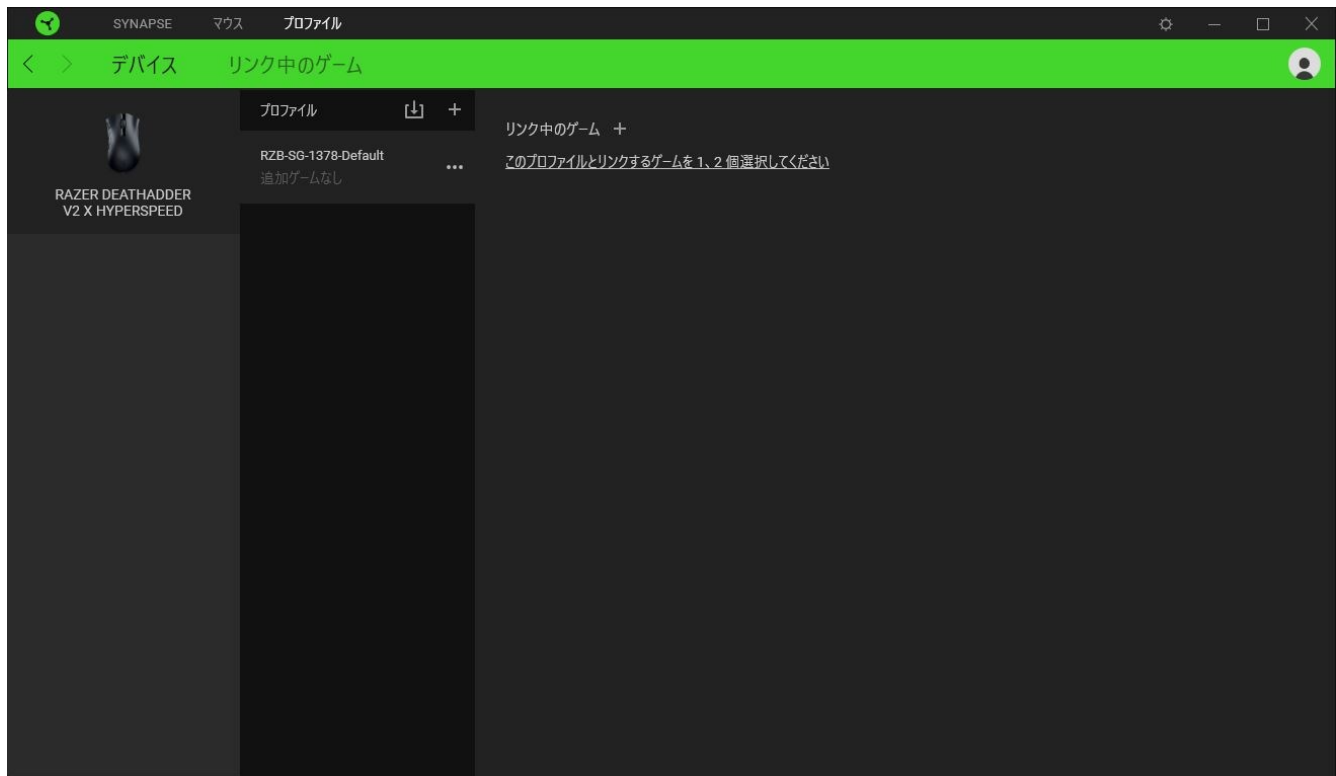 SYNAPSE マウス プロファイル
デバイス リンク中のゲーム
RAZER DEATHADDER
V2 X HYPERSPEED
プロファイル
RZB-SG-1378-Default
追加ゲームなし
リンク中のゲーム
このプロファイルとリンクするゲームを 1、2 個選択してください